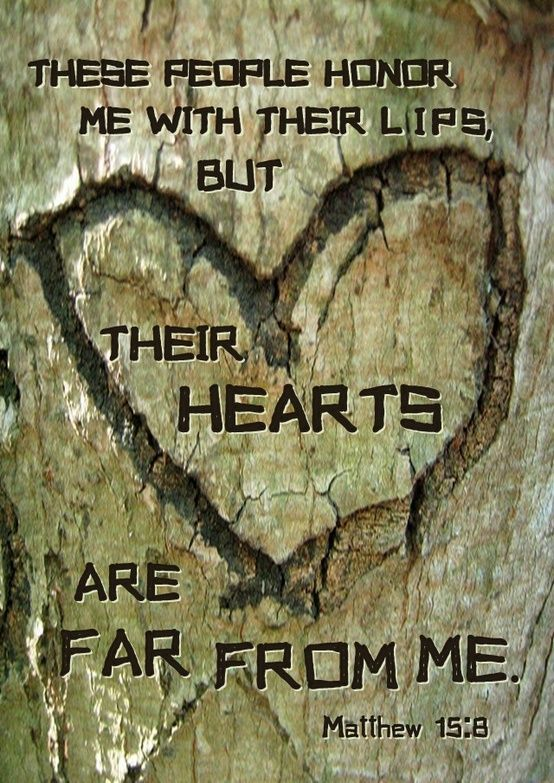 THESE PEOPLE HONOR
ME WITH THEIR LIPS,
BUT
THEIR
HEARTS
ARE
FAR FROM ME.
Matthew 15:8